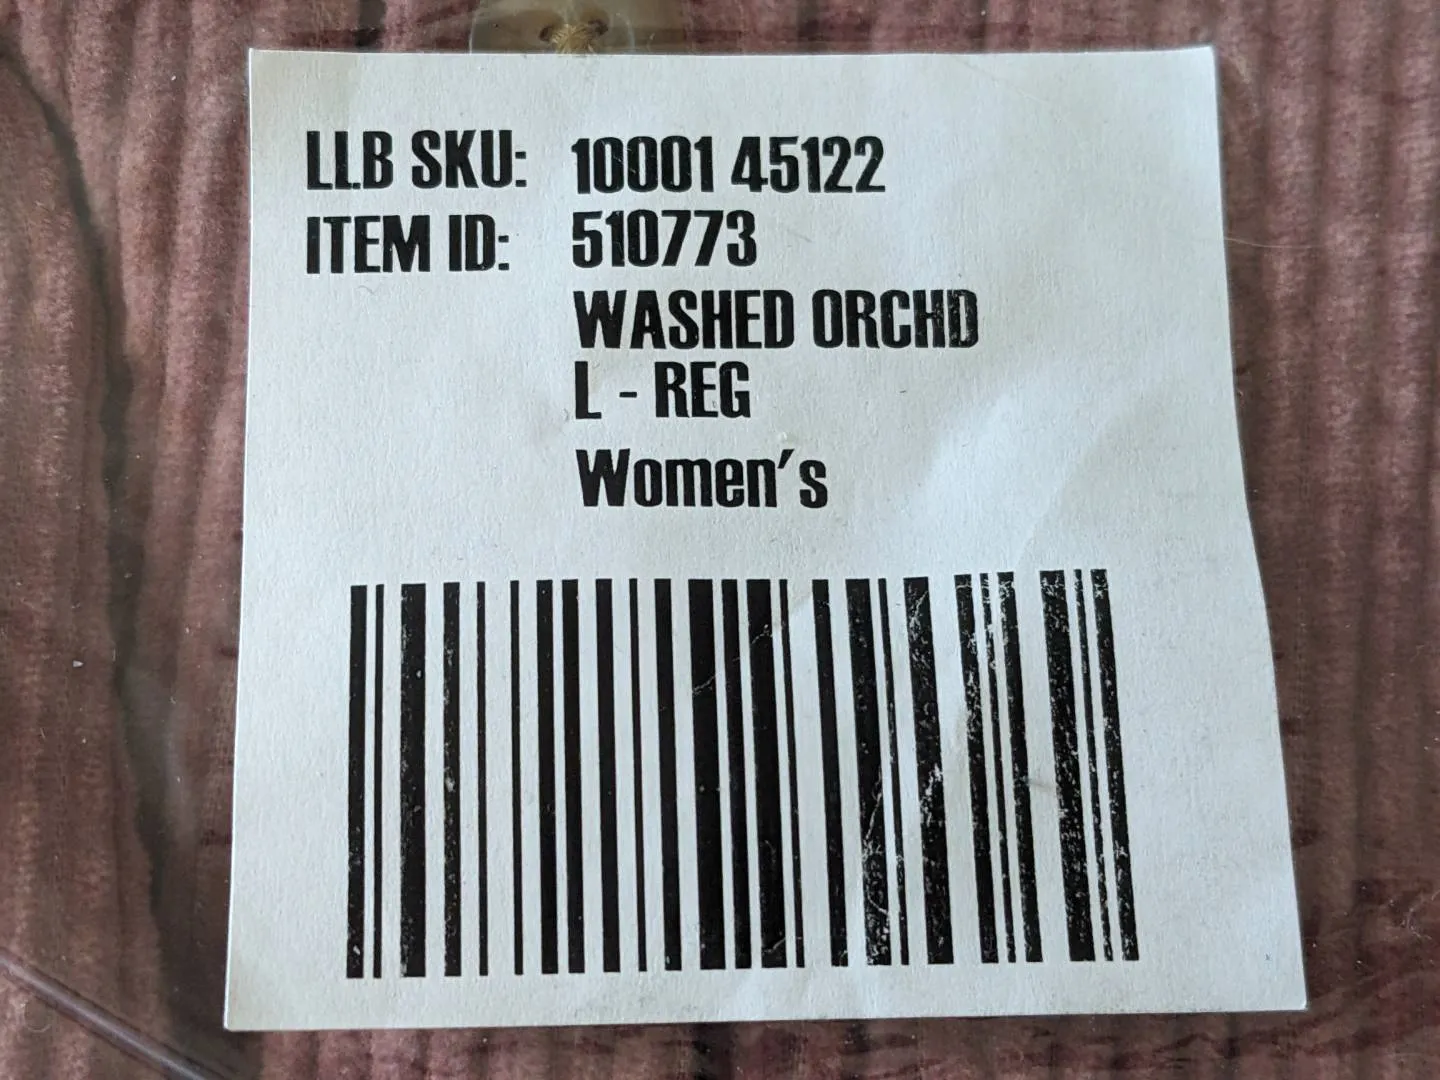 LLB SKU: 10001 45122
ITEM ID: 510773
WASHED ORCHD
L - REG
Women's